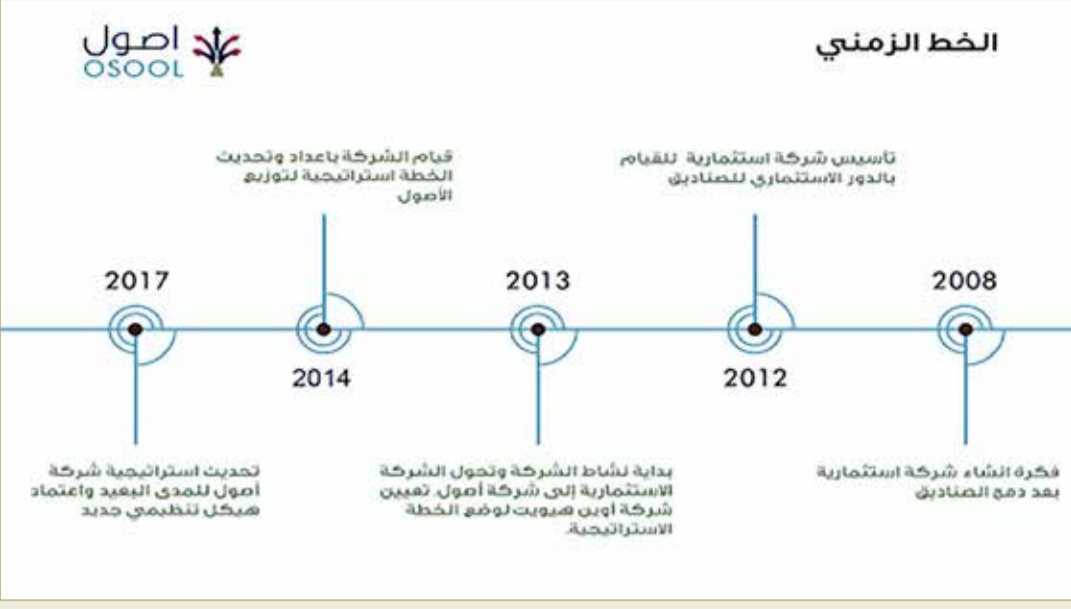 الخط الزمني
اصول
OSOOL
تأسيس شركة استثمارية للقيام
بالدور الاستثماري للصناديق
قيام الشركة باعداد وتحديث
الخطة استراتيجية لتوزيع
الأصول
2008
2012
2013
2014
2017
فكرة انشاء شركة استثمارية
بعد دمج الصناديق
بداية نشاط الشركة وتحول الشركة
الاستثمارية إلى شركة أصول. تعيين
شركة أوين هيويت لوضع الخطة
الاستراتيجية.
تحديث استراتيجية شركة
أصول للمدى البعيد واعتماد
هيكل تنظيمي جديد